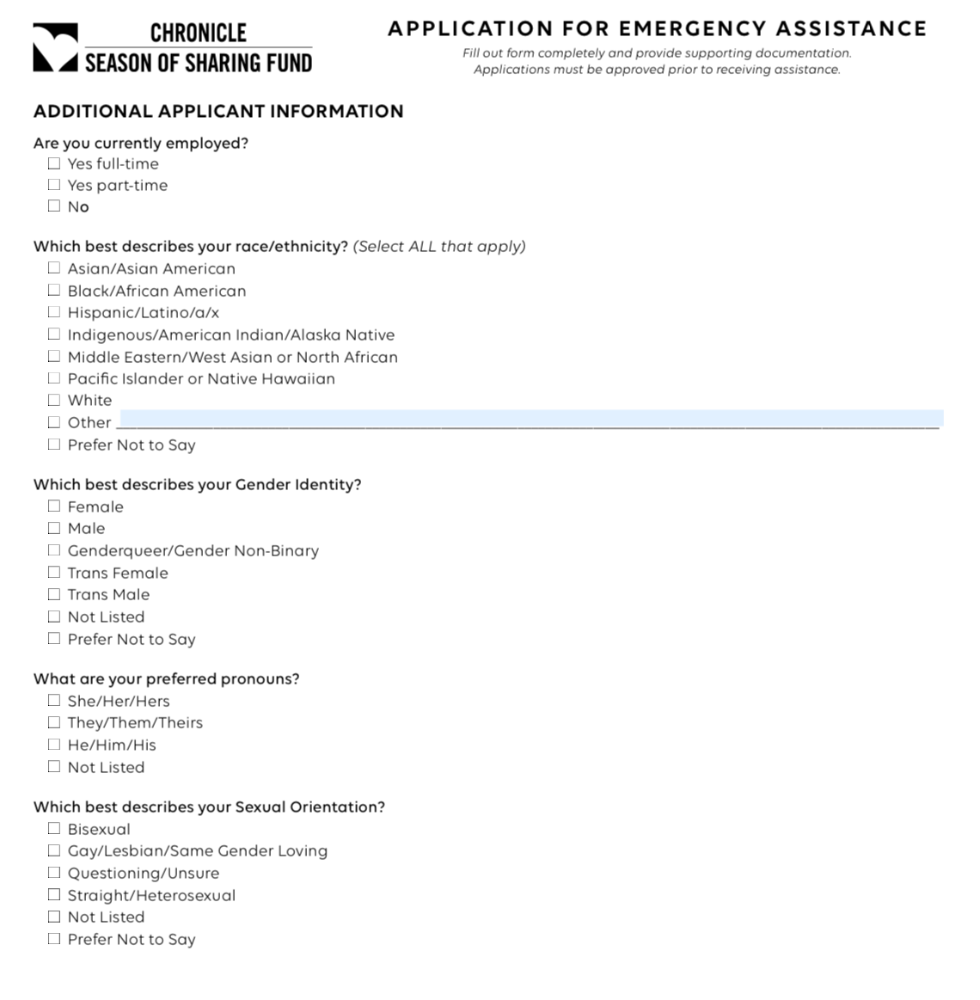 CHRONICLE
SEASON OF SHARING FUND
APPLICATION FOR EMERGENCY ASSISTANCE
Fill out form completely and provide supporting documentation.
Applications must be approved prior to receiving assistance.
ADDITIONAL APPLICANT INFORMATION
Are you currently employed?
☐ Yes full-time
☐ Yes part-time
☐ No
Which best describes your race/ethnicity? (Select ALL that apply)
☐ Asian/Asian American
☐ Black/African American
☐ Hispanic/Latino/a/x
☐ Indigenous/American Indian/Alaska Native
☐ Middle Eastern/West Asian or North African
☐ Pacific Islander or Native Hawaiian
☐ White
☐ Other
☐ Prefer Not to Say
Which best describes your Gender Identity?
☐ Female
☐ Male
☐ Genderqueer/Gender Non-Binary
☐ Trans Female
☐ Trans Male
☐ Not Listed
☐ Prefer Not to Say
What are your preferred pronouns?
☐ She/Her/Hers
☐ They/Them/Theirs
☐ He/Him/His
☐ Not Listed
Which best describes your Sexual Orientation?
☐ Bisexual
☐ Gay/Lesbian/Same Gender Loving
☐ Questioning/Unsure
☐ Straight/Heterosexual
☐ Not Listed
☐ Prefer Not to Say